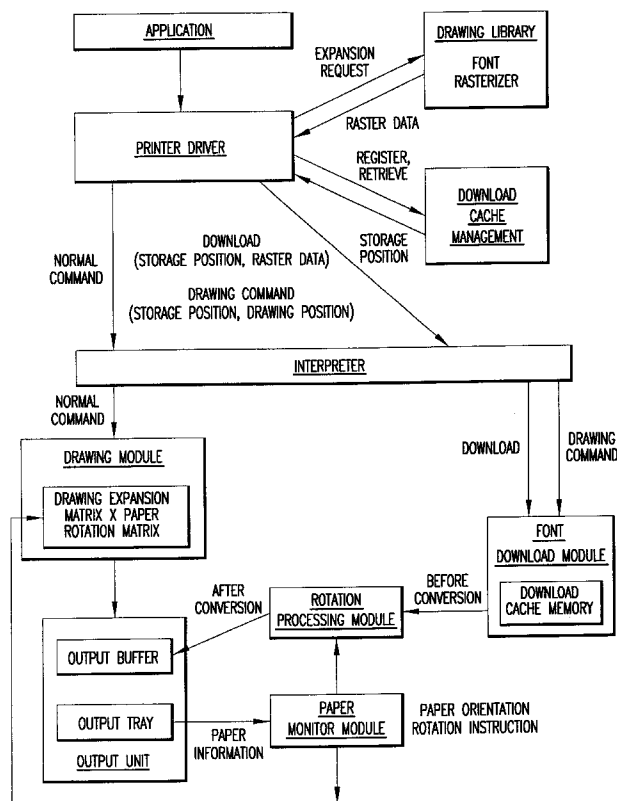 APPLICATION
DRAWING LIBRARY
FONT
RASTERIZER
EXPANSION
REQUEST
RASTER DATA
PRINTER DRIVER
REGISTER,
RETRIEVE
DOWNLOAD
CACHE
MANAGEMENT
STORAGE
POSITION
NORMAL
COMMAND
DOWNLOAD
(STORAGE POSITION, RASTER DATA)
DRAWING COMMAND
(STORAGE POSITION, DRAWING POSITION)
INTERPRETER
NORMAL
COMMAND
DOWNLOAD
DRAWING
COMMAND
DRAWING MODULE
DRAWING EXPANSION
MATRIX X PAPER
ROTATION MATRIX
FONT
DOWNLOAD MODULE
DOWNLOAD
CACHE MEMORY
AFTER
CONVERSION
ROTATION
PROCESSING MODULE
BEFORE
CONVERSION
OUTPUT BUFFER
OUTPUT TRAY
OUTPUT UNIT
PAPER
INFORMATION
PAPER
MONITOR MODULE
PAPER ORIENTATION
ROTATION INSTRUCTION